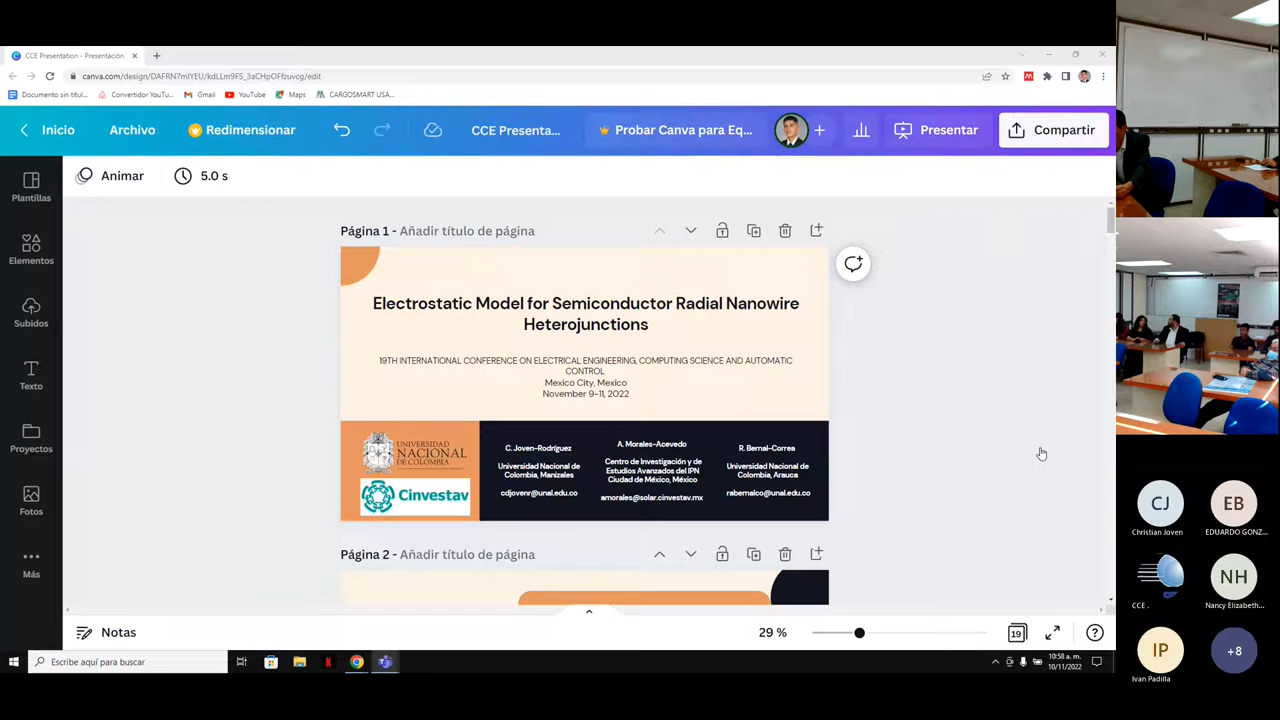 CCE Presentation - Presentación
canva.com/design/DAFRN7mIYEU/kdLLm9FS_3aCHpOFfzuvcg/edit
Documento sin títul...
Convertidor YouTu...
Gmail
YouTube
Maps
CARGOSMART USA...
Inicio
Archivo
Redimensionar
CCE Presenta...
Probar Canva para Eq...
Presentar
Compartir
Animar
5.0 s
Plantillas
Elementos
Subidos
Texto
Proyectos
Fotos
Más
Página 1 - Añadir título de página
Electrostatic Model for Semiconductor Radial Nanowire
Heterojunctions
19TH INTERNATIONAL CONFERENCE ON ELECTRICAL ENGINEERING, COMPUTING SCIENCE AND AUTOMATIC
CONTROL
Mexico City, Mexico
November 9-11, 2022
UNIVERSIDAD
NACIONAL
DE COLOMBIA
Cinvestav
C. Joven-Rodríguez
Universidad Nacional de
Colombia, Manizales
cdjovenr@unal.edu.co
A. Morales-Acevedo
Centro de Investigación y de
Estudios Avanzados del IPN
Ciudad de México, México
amorales@solar.cinvestav.mx
R. Bernal-Correa
Universidad Nacional de
Colombia, Arauca
rabernalco@unal.edu.co
Página 2 - Añadir título de página
Notas
29 %
19
Escribe aquí para buscar
10:58 a. m.
10/11/2022
CJ
Christian Joven
EB
EDUARDO GONZ...
CCE .
NH
Nancy Elizabeth...
IP
Ivan Padilla
+8